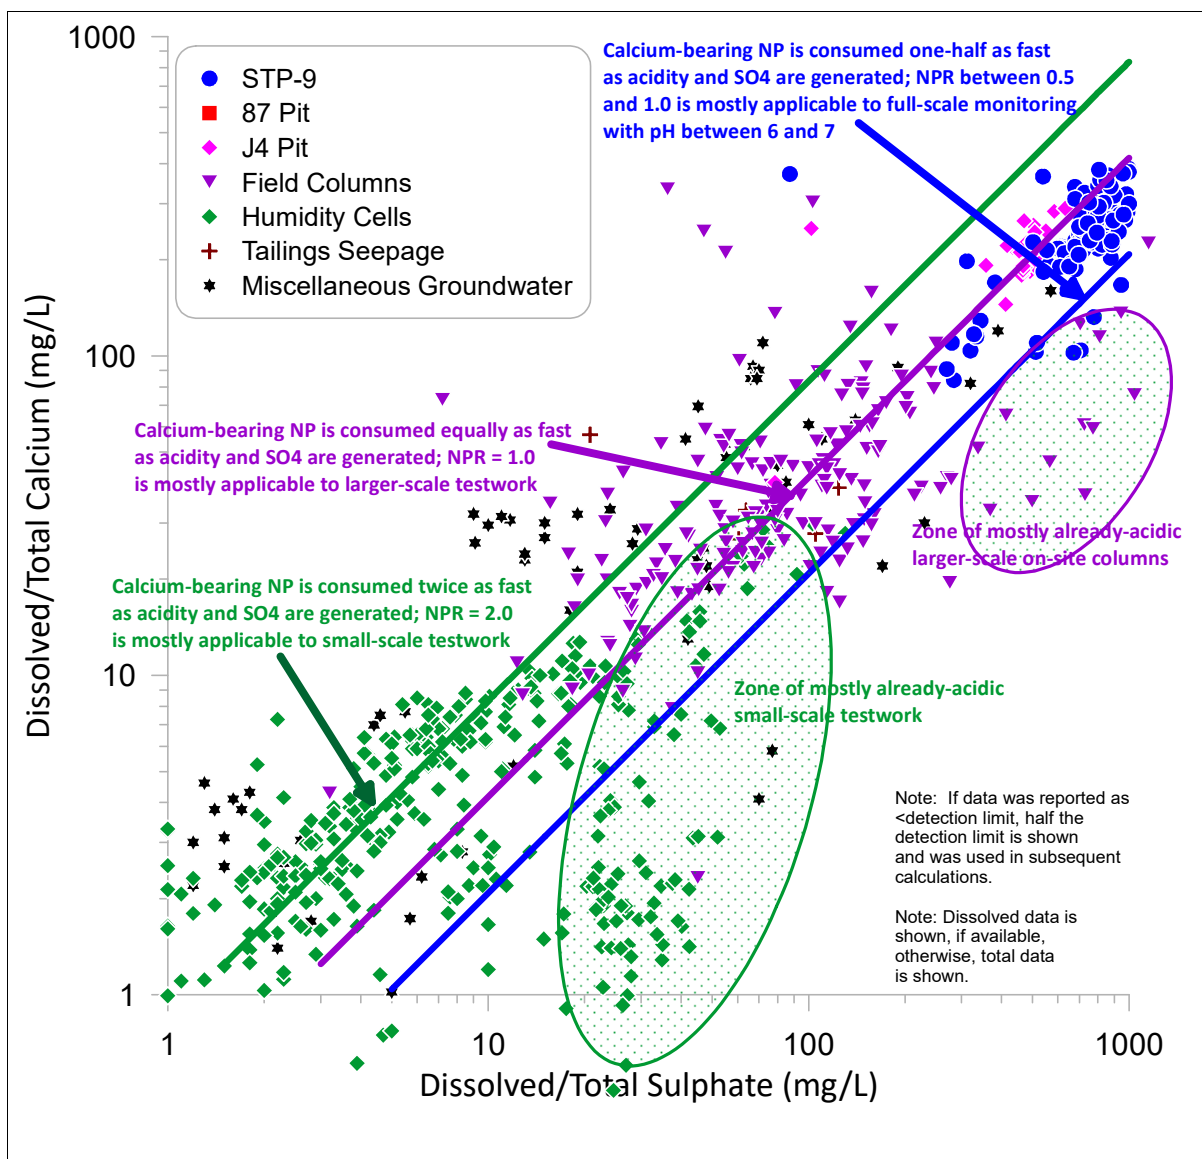 1000
100
10
1
Dissolved/Total Calcium (mg/L)
STP-9
87 Pit
J4 Pit
Field Columns
Humidity Cells
Tailings Seepage
Miscellaneous Groundwater
Calcium-bearing NP is consumed one-half as fast
as acidity and SO4 are generated; NPR between 0.5
and 1.0 is mostly applicable to full-scale monitoring
with pH between 6 and 7
Calcium-bearing NP is consumed equally as fast
as acidity and SO4 are generated; NPR = 1.0
is mostly applicable to larger-scale testwork
Zone of mostly already-acidic
larger-scale on-site columns
Calcium-bearing NP is consumed twice as fast
as acidity and SO4 are generated; NPR = 2.0
is mostly applicable to small-scale testwork
Zone of mostly already-acidic
small-scale testwork
Note: If data was reported as
<detection limit, half the
detection limit is shown
and was used in subsequent
calculations.
Note: Dissolved data is
shown, if available,
otherwise, total data
is shown.
1
10
100
1000
Dissolved/Total Sulphate (mg/L)